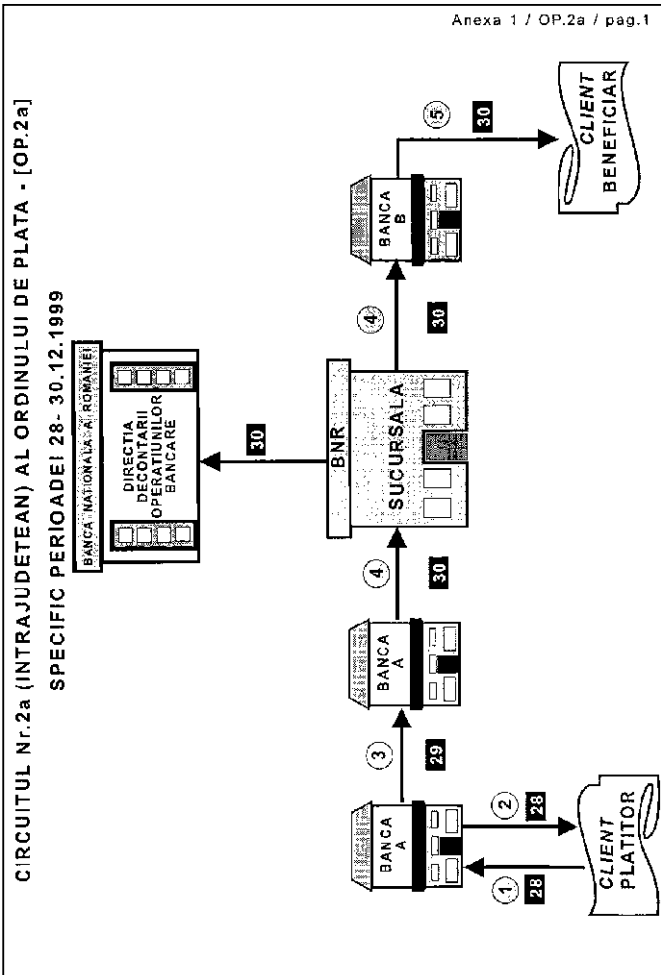 Anexa 1 / OP.2a / pag.1
CIRCUITUL Nr.2a (INTRAJUDETEAN) AL ORDINULUI DE PLATA - [OP.2a]
SPECIFIC PERIOADEI 28- 30.12.1999
BANCA NATIONALA A ROMANIEI
DIRECTIA
DECONTARII
OPERATIUNILOR
BANCARE
30
CLIENT
PLATITOR
1
28
2
28
BANCA
A
3
29
BANCA
A
4
30
BNR
SUCURSALA
4
30
BANCA
B
5
30
CLIENT
BENEFICIAR